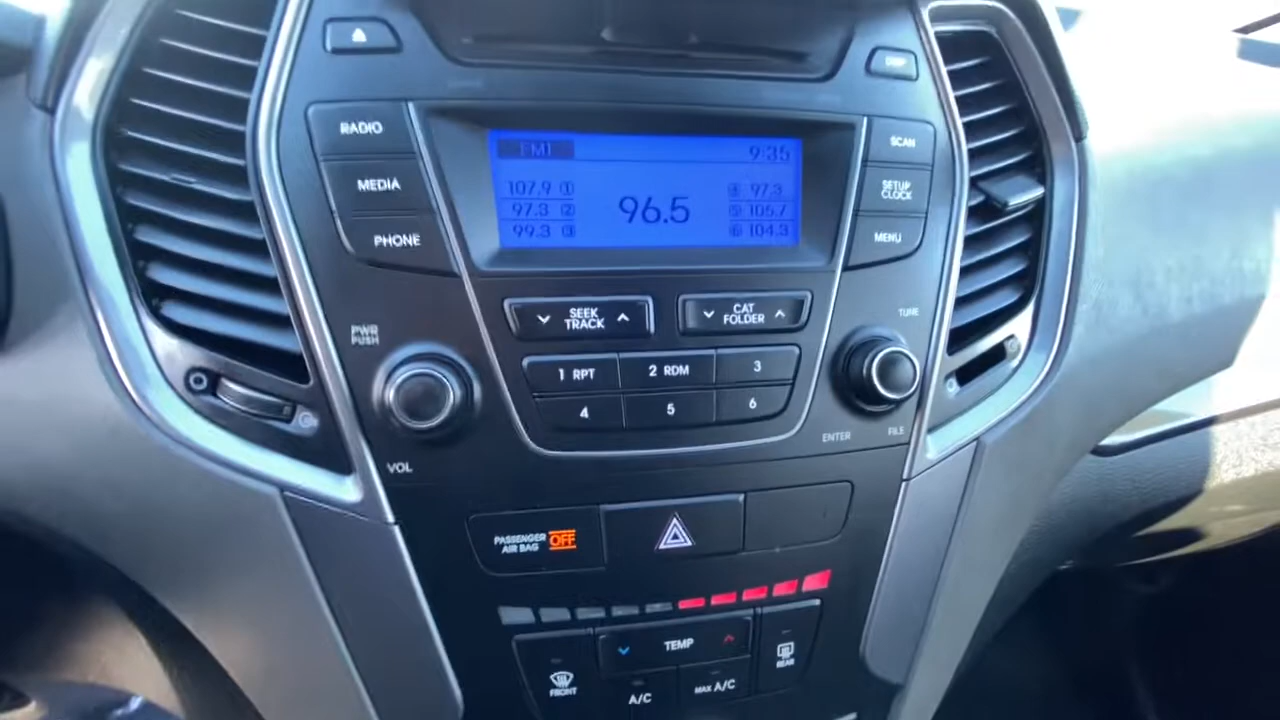 DISP
RADIO
MEDIA
PHONE
FM1
9:35
107.9 1
97.3 2
99.3 3
96.5
4 97.3
5 105.7
6 104.3
SCAN
SETUP
CLOCK
MENU
SEEK
TRACK
CAT
FOLDER
PWR
PUSH
TUNE
1 RPT
2 RDM
3
4
5
6
VOL
ENTER
FILE
PASSENGER
AIR BAG OFF
TEMP
FRONT
REAR
A/C
MAX A/C